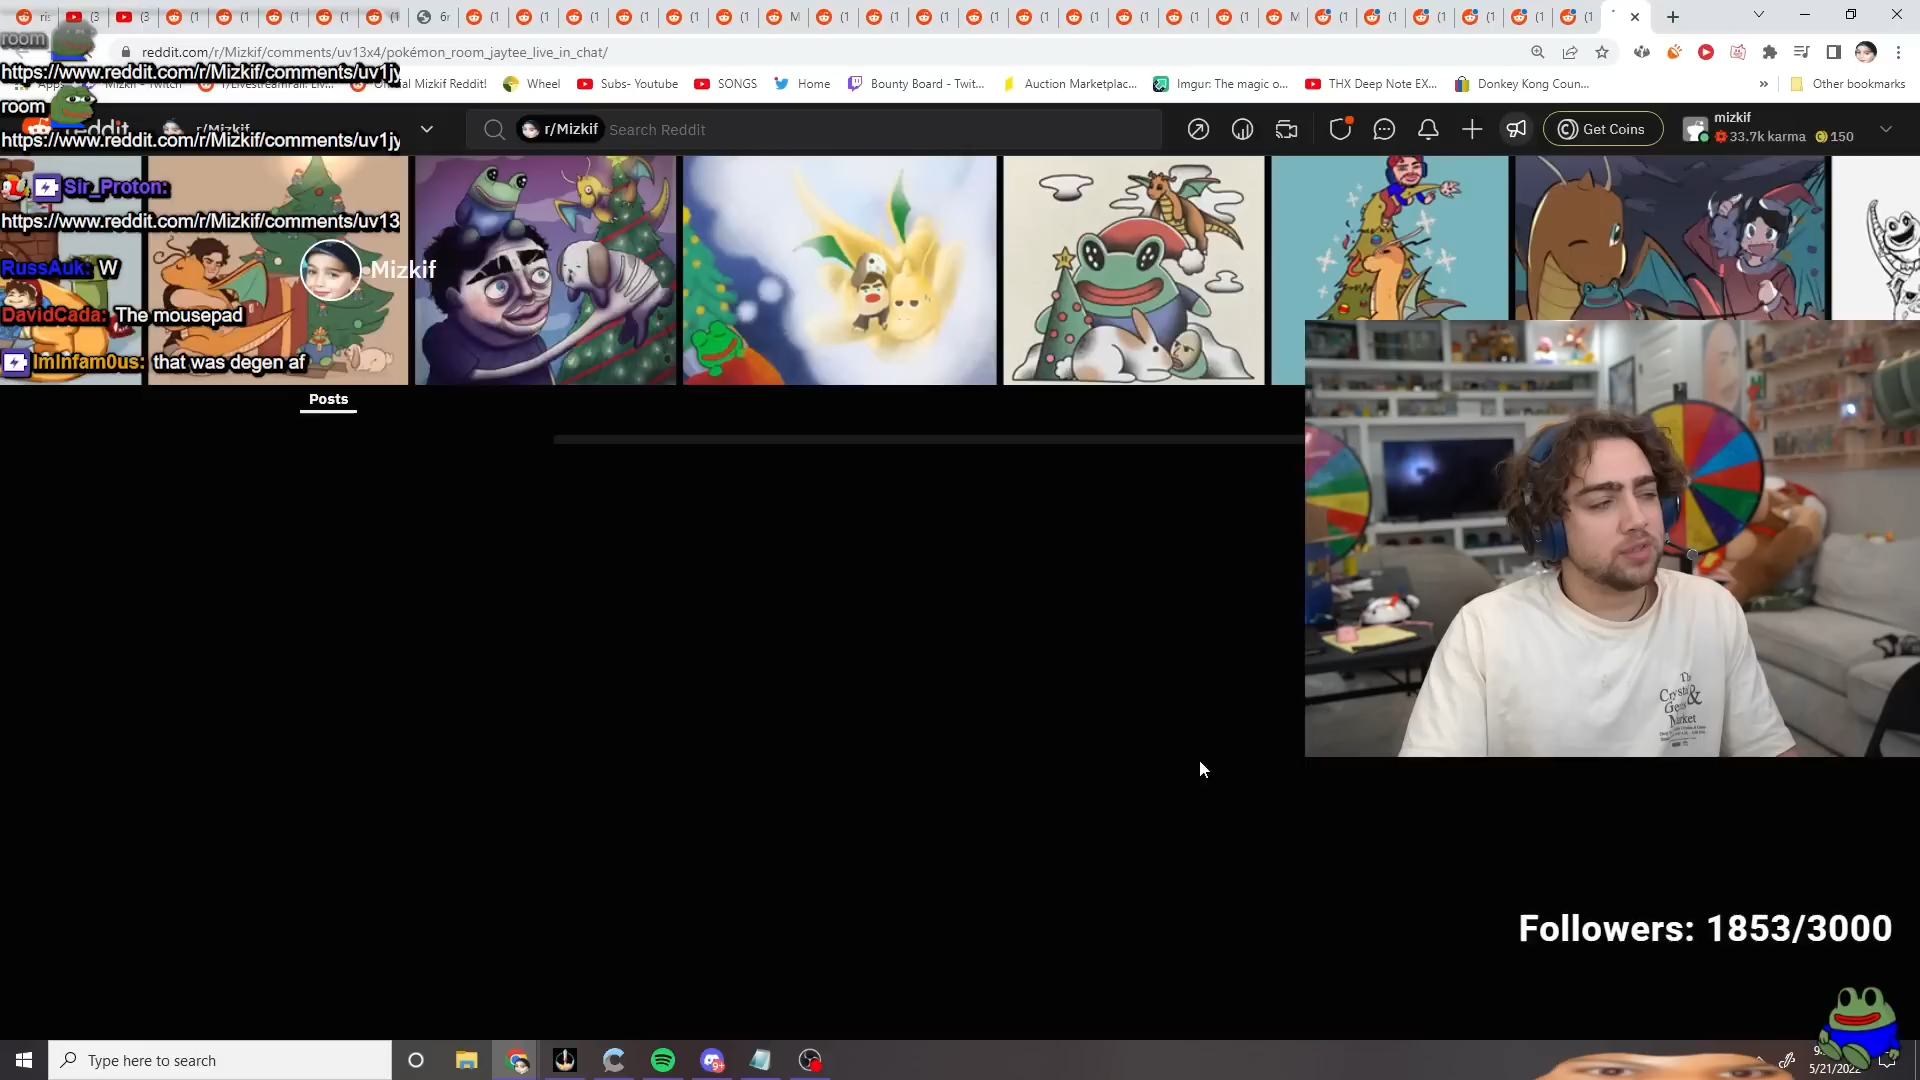 reddit.com/r/Mizkif/comments/uv13x4/pokémon_room_jaytee_live_in_chat/
room
https://www.reddit.com/r/Mizkif/comments/uv1jy
Wheel
Subs- Youtube
SONGS
Home
Bounty Board - Twit...
Auction Marketplac...
Imgur: The magic o...
THX Deep Note EX...
Donkey Kong Coun...
»
Other bookmarks
room
r/Mizkif
Search Reddit
Get Coins
mizkif
33.7k karma
150
https://www.reddit.com/r/Mizkif/comments/uv1jy
Sir_Proton:
https://www.reddit.com/r/Mizkif/comments/uv13
RussAuk: W
Mizkif
DavidCada: The mousepad
ImInfam0us: that was degen af
Posts
The
Crystal
&
Market
Followers: 1853/3000
Type here to search
9+
5/21/2022